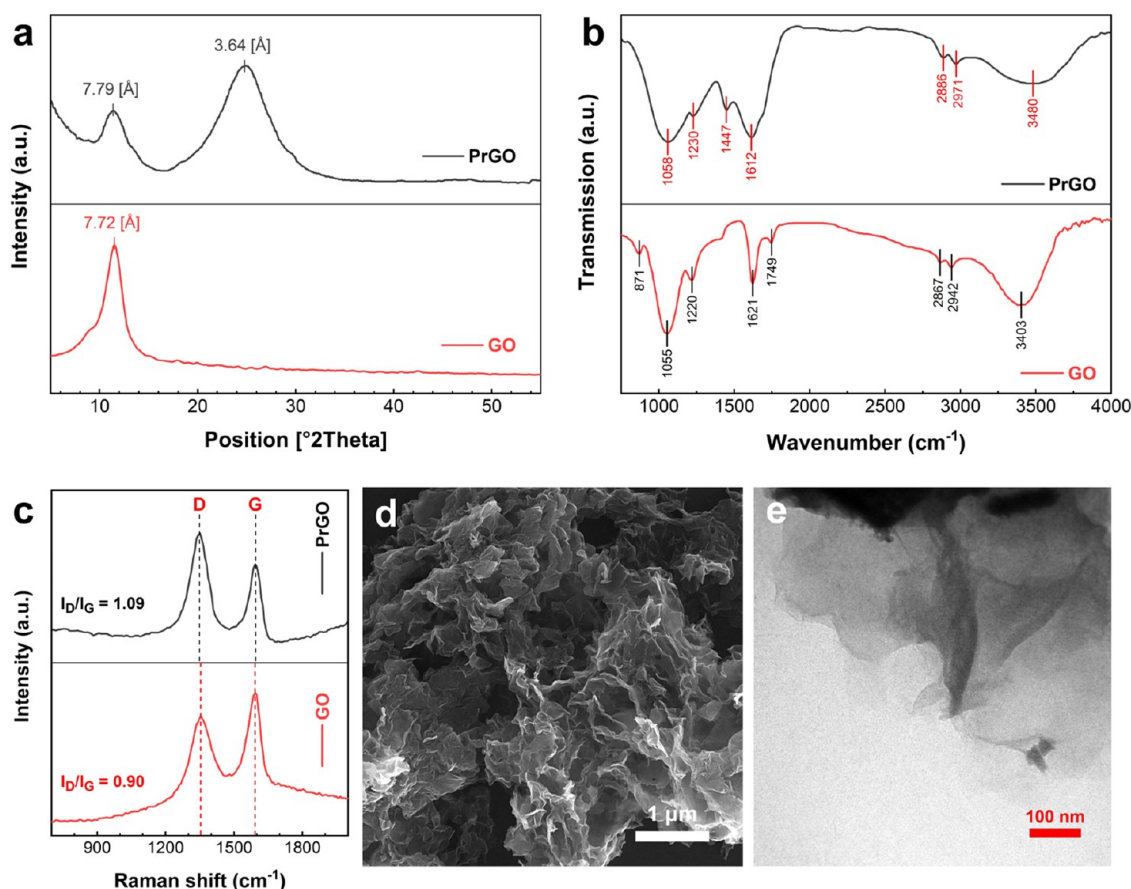 a
3.64 [Å]
7.79 [Å]
PrGO
7.72 [Å]
GO
Intensity (a.u.)
10 20 30 40 50
Position [°2Theta]
b
1058
1230
1447
1612
2886
2971
3480
PrGO
871
1055
1220
1621
1749
2867
2942
3403
GO
Transmission (a.u.)
1000 1500 2000 2500 3000 3500 4000
Wavenumber (cm⁻¹)
c
D G
PrGO
I_D/I_G = 1.09
GO
I_D/I_G = 0.90
Intensity (a.u.)
900 1200 1500 1800
Raman shift (cm⁻¹)
d
1 μm
e
100 nm